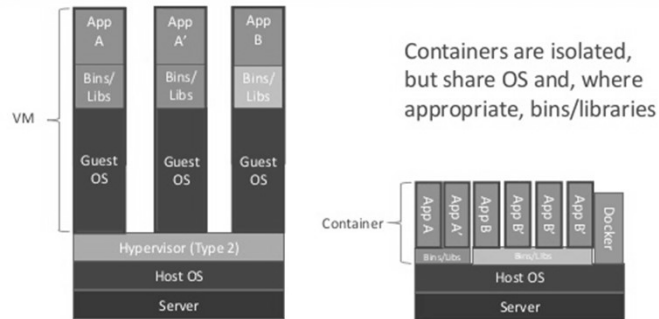 App
A
App
A'
App
B
Bins/
Libs
Bins/
Libs
Bins/
Libs
VM
Guest
OS
Guest
OS
Guest
OS
Hypervisor (Type 2)
Host OS
Server
Containers are isolated,
but share OS and, where
appropriate, bins/libraries
Container
App A
App A'
App B
App B'
App B'
App B'
Docker
Bins/Libs
Bins/Libs
Host OS
Server